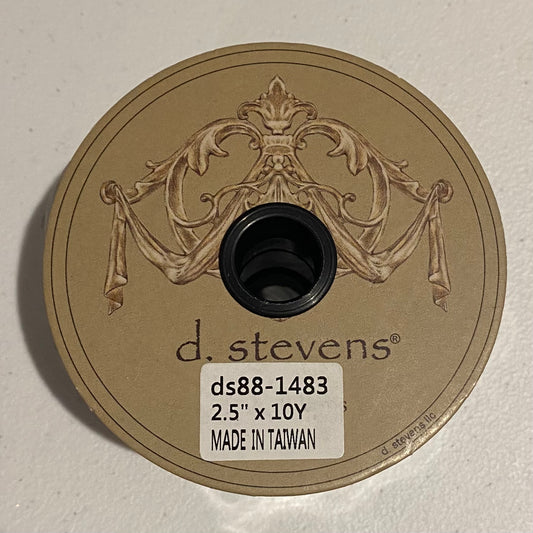 d. stevens®
ds88-1483
2.5" x 10Y
MADE IN TAIWAN
d. stevens llc